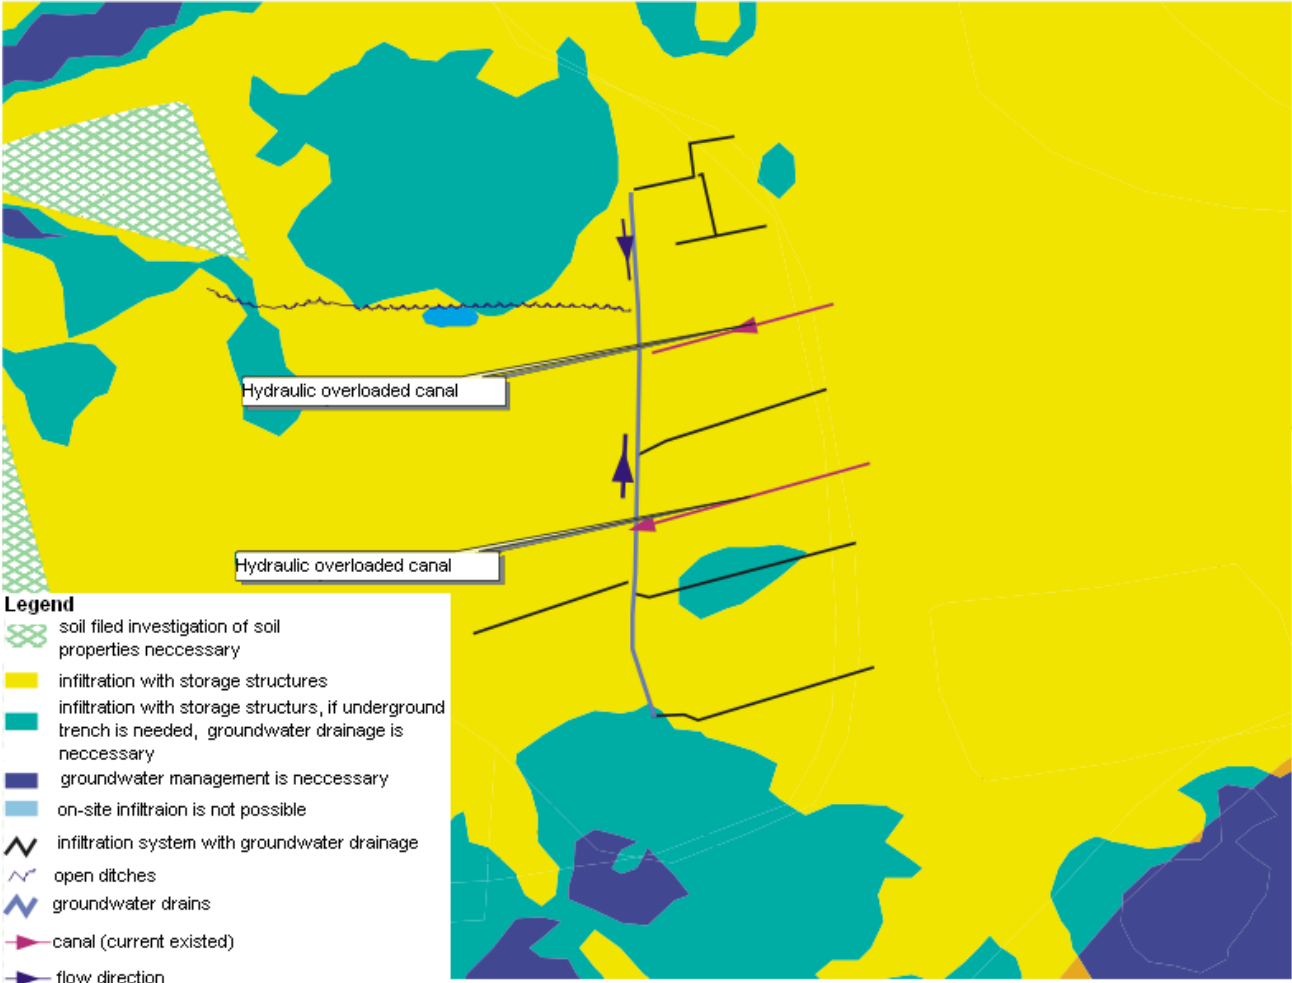 Hydraulic overloaded canal
Hydraulic overloaded canal
Legend
soil filed investigation of soil
properties neccessary
infiltration with storage structures
infiltration with storage structurs, if underground
trench is needed, groundwater drainage is
neccessary
groundwater management is neccessary
on-site infiltraion is not possible
infiltration system with groundwater drainage
open ditches
groundwater drains
canal (current existed)
flow direction